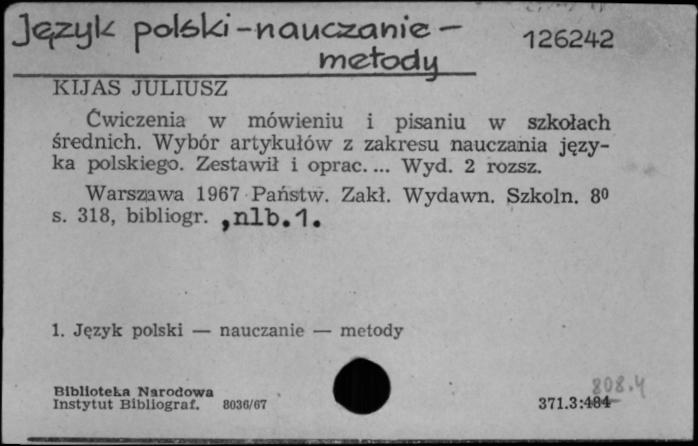 Język polski - nauczanie -
metody
126242
KIJAS JULIUSZ
Ćwiczenia w mówieniu i pisaniu w szkołach
średnich. Wybór artykułów z zakresu nauczania języ-
ka polskiego. Zestawił i oprac. ... Wyd. 2 rozsz.
Warszawa 1967 Państw. Zakł. Wydawn. Szkoln. 8⁰
s. 318, bibliogr. , nlb. 1.
1. Język polski — nauczanie — metody
Biblioteka Narodowa
Instytut Bibliograf. 8036/67
808.4
371.3:484